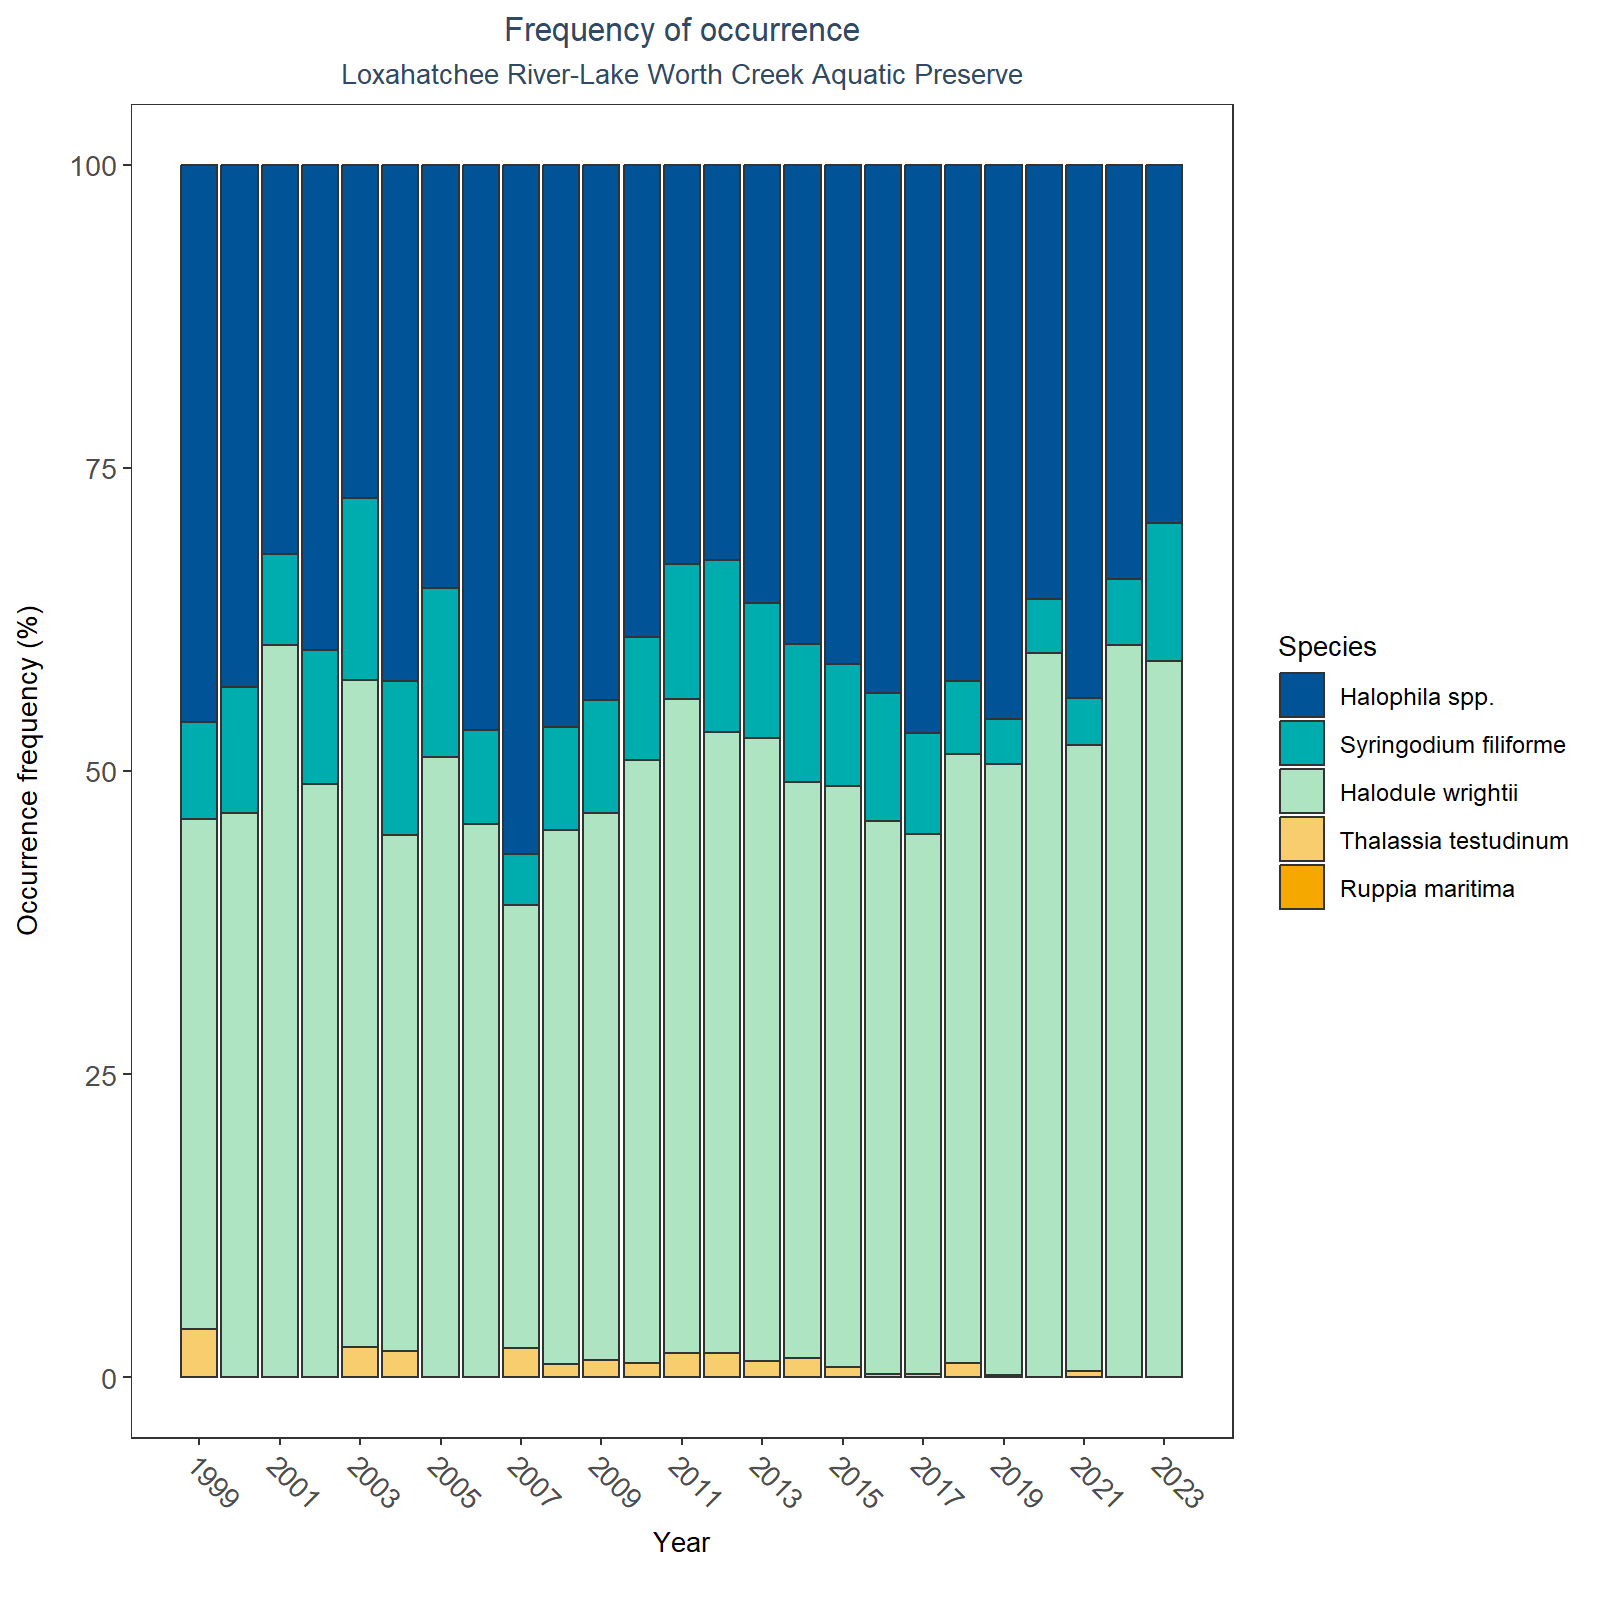 Frequency of occurrence
Loxahatchee River-Lake Worth Creek Aquatic Preserve
Occurrence frequency (%)
100
75
50
25
0
1999
2001
2003
2005
2007
2009
2011
2013
2015
2017
2019
2021
2023
Year
Species
Halophila spp.
Syringodium filiforme
Halodule wrightii
Thalassia testudinum
Ruppia maritima